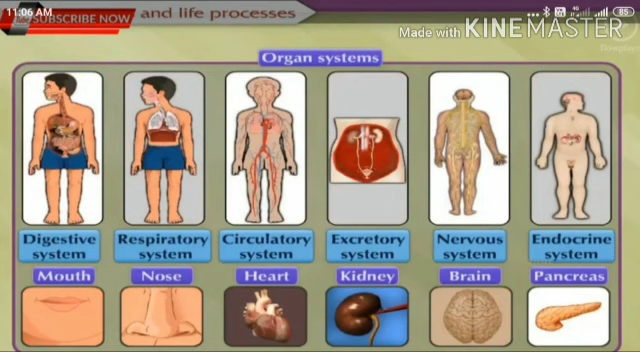 11:06 AM
85
SUBSCRIBE NOW
and life processes
Made with KINEMASTER
Organ systems
Digestive system
Respiratory system
Circulatory system
Excretory system
Nervous system
Endocrine system
Mouth
Nose
Heart
Kidney
Brain
Pancreas